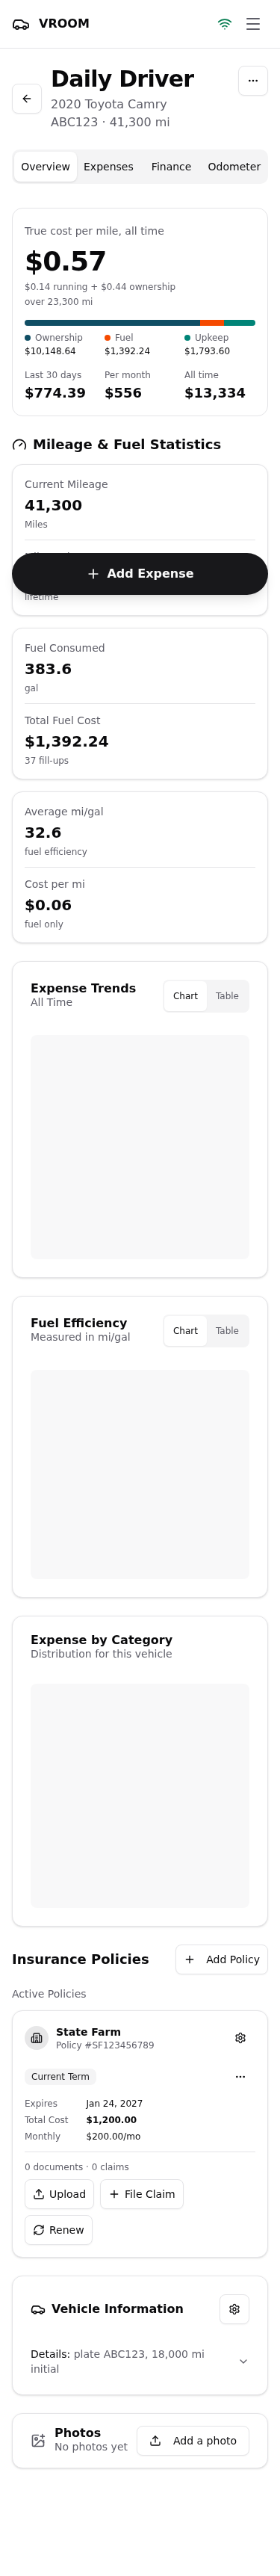 VROOM
Daily Driver
2020 Toyota Camry
ABC123 · 41,300 mi
Overview Expenses Finance Odometer
True cost per mile, all time
$0.57
$0.14 running + $0.44 ownership
over 23,300 mi
Ownership Fuel Upkeep
$10,148.64 $1,392.24 $1,793.60
Last 30 days Per month All time
$774.39 $556 $13,334
Mileage & Fuel Statistics
Current Mileage
41,300
Miles
Add Expense
lifetime
Fuel Consumed
383.6
gal
Total Fuel Cost
$1,392.24
37 fill-ups
Average mi/gal
32.6
fuel efficiency
Cost per mi
$0.06
fuel only
Expense Trends
All Time
Chart Table
Fuel Efficiency
Measured in mi/gal
Chart Table
Expense by Category
Distribution for this vehicle
Insurance Policies
Add Policy
Active Policies
State Farm
Policy #SF123456789
Current Term
Expires Jan 24, 2027
Total Cost $1,200.00
Monthly $200.00/mo
0 documents · 0 claims
Upload File Claim
Renew
Vehicle Information
Details: plate ABC123, 18,000 mi
initial
Photos
No photos yet
Add a photo